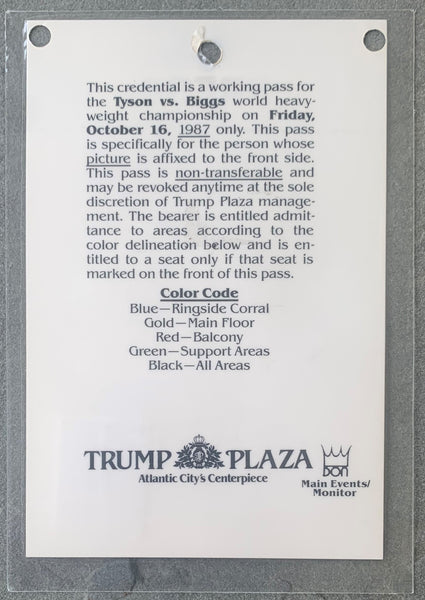 This credential is a working pass for
the Tyson vs. Biggs world heavy-
weight championship on Friday,
October 16, 1987 only. This pass
is specifically for the person whose
picture is affixed to the front side.
This pass is non-transferable and
may be revoked anytime at the sole
discretion of Trump Plaza manage-
ment. The bearer is entitled admit-
tance to areas according to the
color delineation below and is en-
titled to a seat only if that seat is
marked on the front of this pass.
Color Code
Blue—Ringside Corral
Gold—Main Floor
Red—Balcony
Green—Support Areas
Black—All Areas
TRUMP PLAZA
Atlantic City's Centerpiece
DON
Main Events/
Monitor